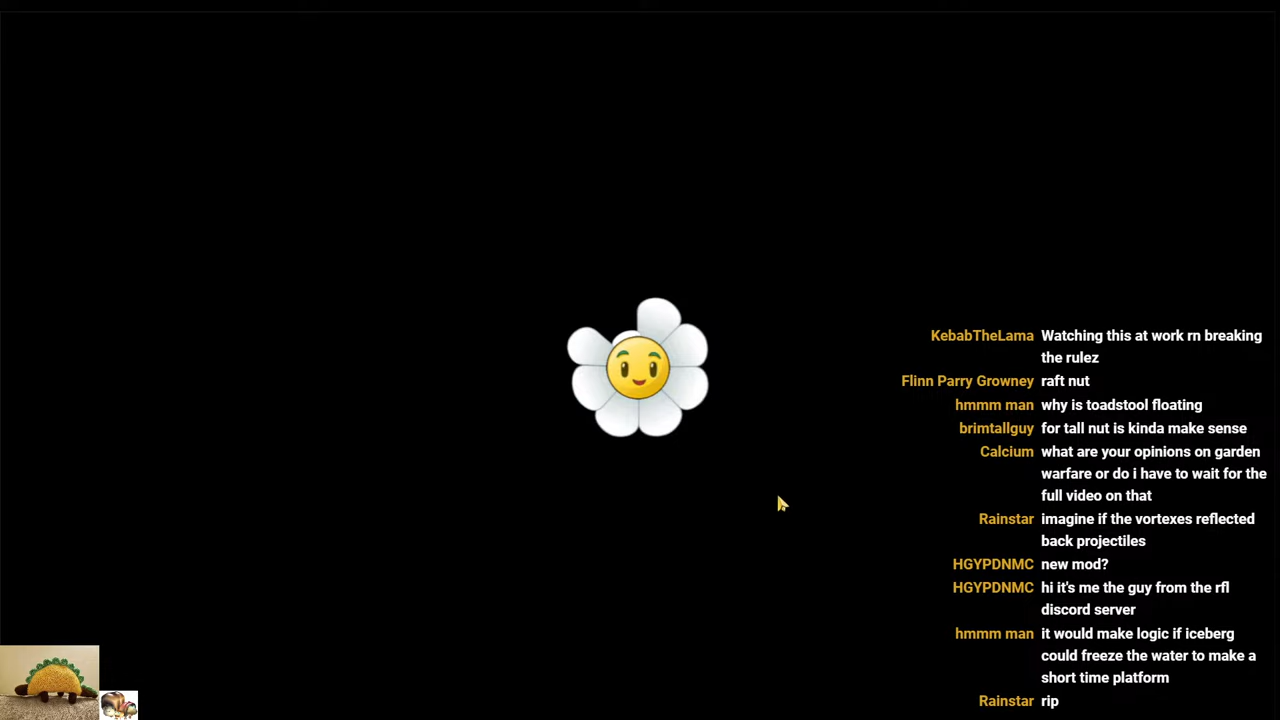 KebabTheLama Watching this at work rn breaking
the rulez
Flinn Parry Growney raft nut
hmmm man why is toadstool floating
brimtallguy for tall nut is kinda make sense
Calcium what are your opinions on garden
warfare or do i have to wait for the
full video on that
Rainstar imagine if the vortexes reflected
back projectiles
HGYPDNMC new mod?
HGYPDNMC hi it's me the guy from the rfl
discord server
hmmm man it would make logic if iceberg
could freeze the water to make a
short time platform
Rainstar rip